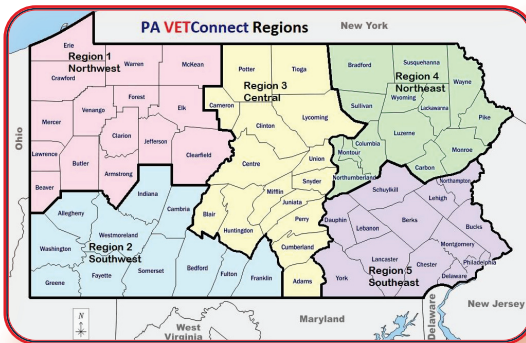 PA VETConnect Regions
New York
Erie
Region 1
Northwest
Warren
McKean
Crawford
Forest
Venango
Elk
Mercer
Clarion
Jefferson
Lawrence
Butler
Clearfield
Armstrong
Beaver
Ohio
Potter
Tioga
Region 3
Central
Cameron
Lycoming
Clinton
Centre
Union
Snyder
Mifflin
Juniata
Blair
Perry
Huntington
Cumberland
Adams
Bradford
Susquehanna
Region 4
Northeast
Wayne
Sullivan
Wyoming
Lackawanna
Pike
Luzerne
Columbia
Monroe
Montour
Carbon
Northumberland
Indiana
Allegheny
Cambria
Westmoreland
Washington
Region 2
Southwest
Somerset
Bedford
Fayette
Fulton
Franklin
Greene
Northampton
Schuylkill
Lehigh
Dauphin
Berks
Bucks
Lebanon
Montgomery
Lancaster
Chester
Philadelphia
York
Region 5
Southeast
Delaware
N
West
Virginia
Maryland
Delaware
New Jersey